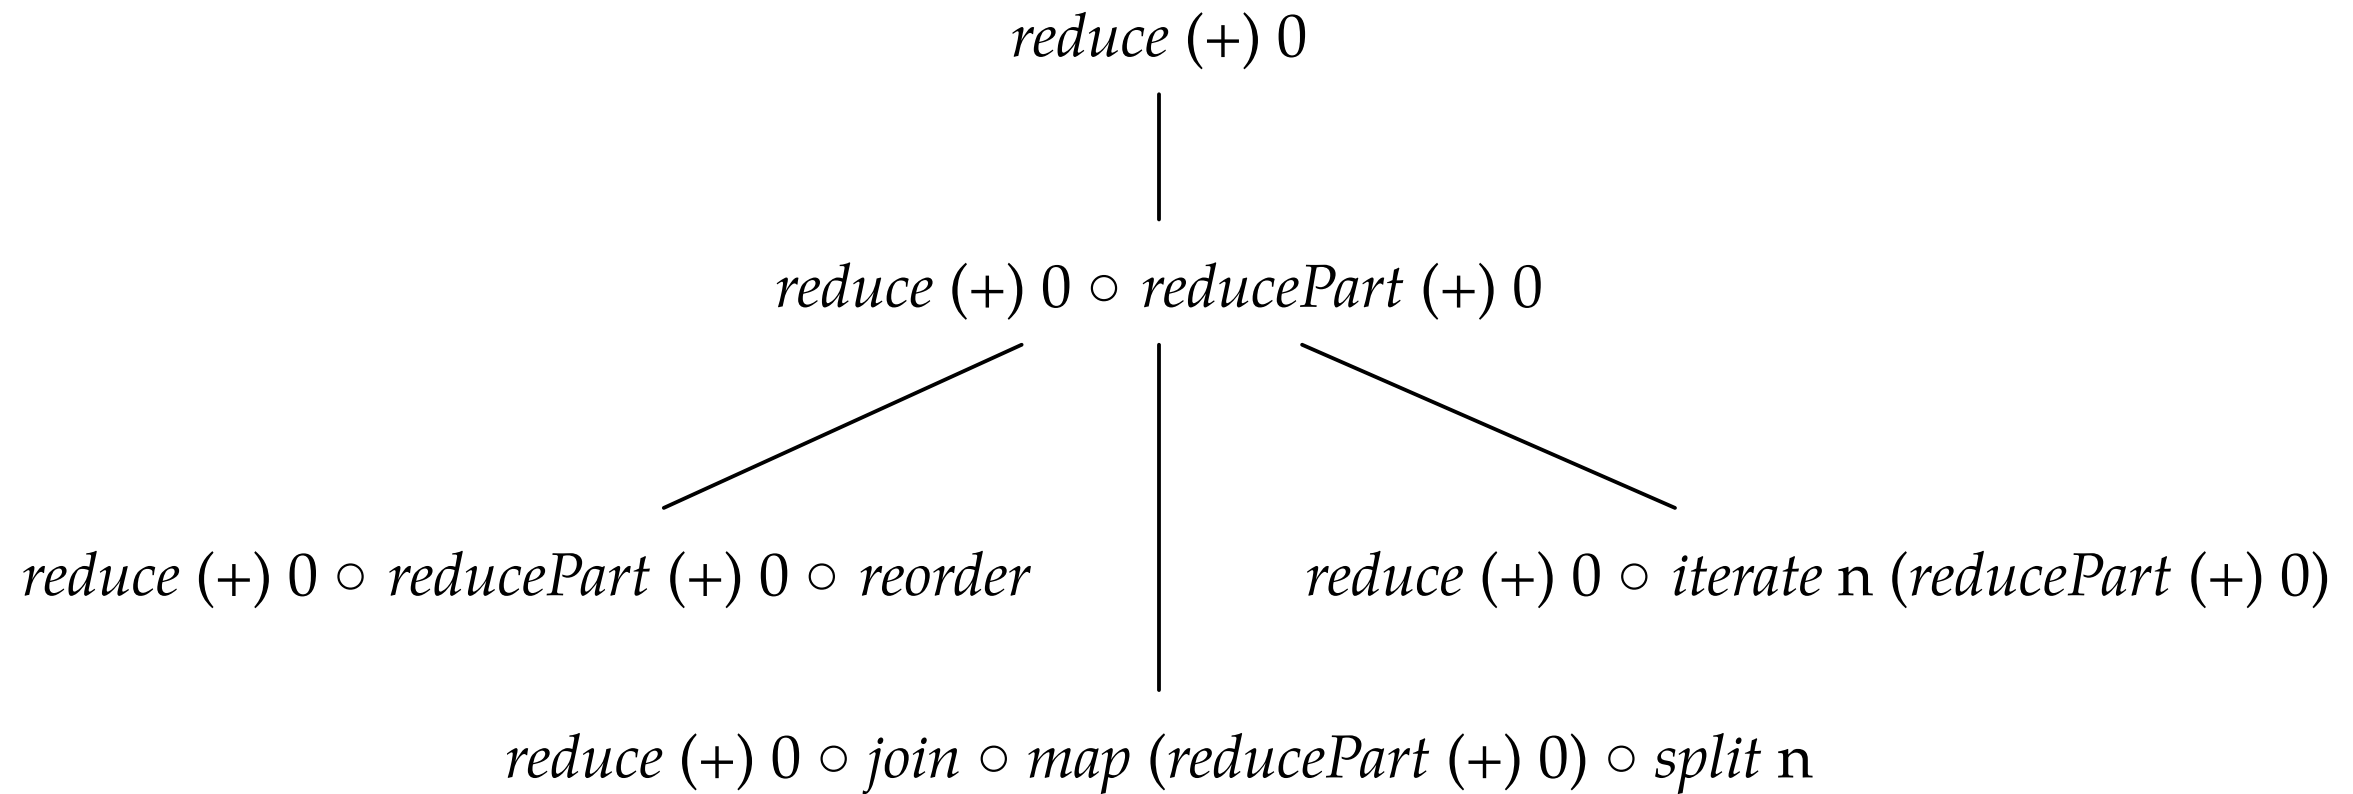 reduce (+) 0
reduce (+) 0 ○ reducePart (+) 0
reduce (+) 0 ○ reducePart (+) 0 ○ reorder
reduce (+) 0 ○ iterate n (reducePart (+) 0)
reduce (+) 0 ○ join ○ map (reducePart (+) 0) ○ split n